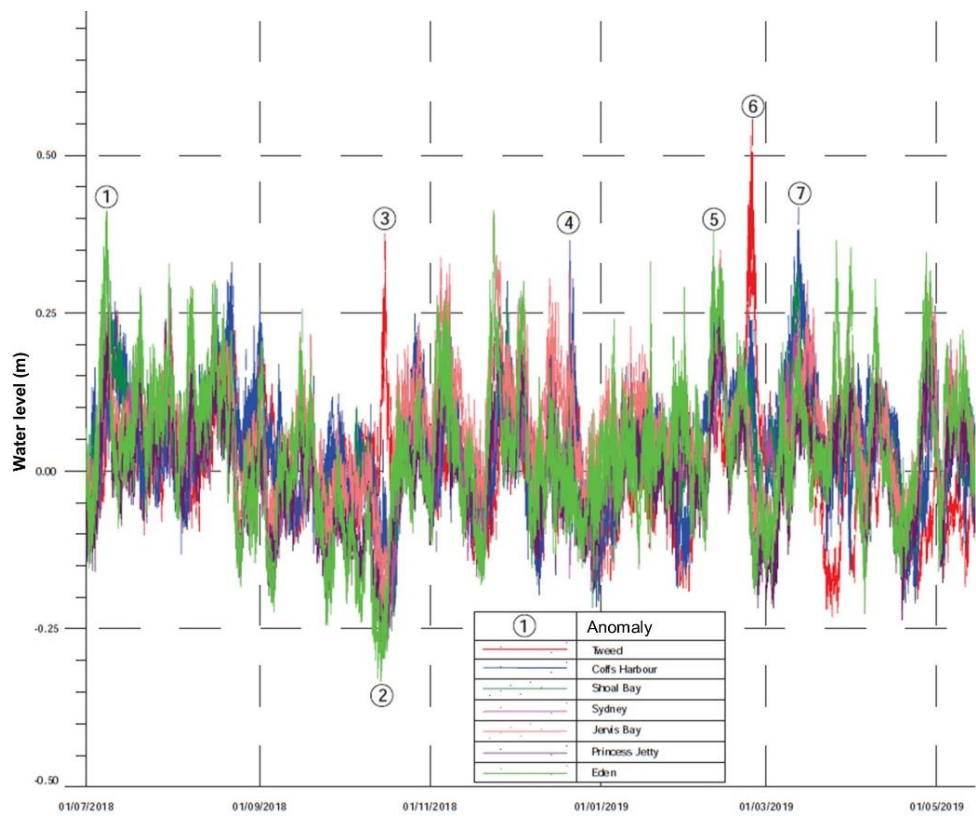 6
0.50
1
3
4
5
7
0.25
Water level (m)
0.00
-0.25
2
-0.50
1 Anomaly
Tweed
Coffs Harbour
Shoal Bay
Sydney
Jervis Bay
Princess Jetty
Eden
01/07/2018 01/09/2018 01/11/2018 01/01/2019 01/03/2019 01/05/2019